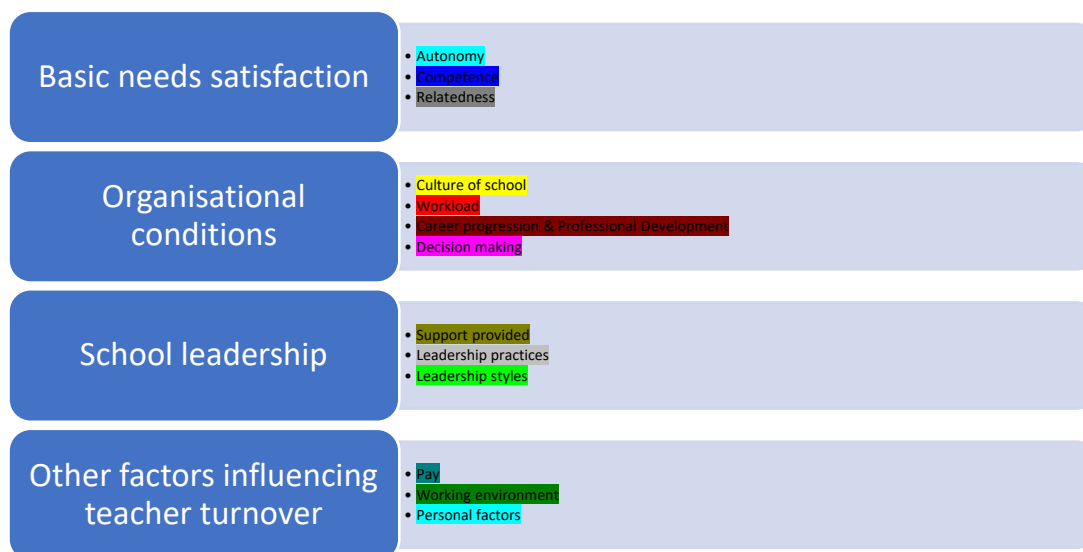 Basic needs satisfaction
• Autonomy
• Competence
• Relatedness
Organisational
conditions
• Culture of school
• Workload
• Career progression & Professional Development
• Decision making
School leadership
• Support provided
• Leadership practices
• Leadership styles
Other factors influencing
teacher turnover
• Pay
• Working environment
• Personal factors